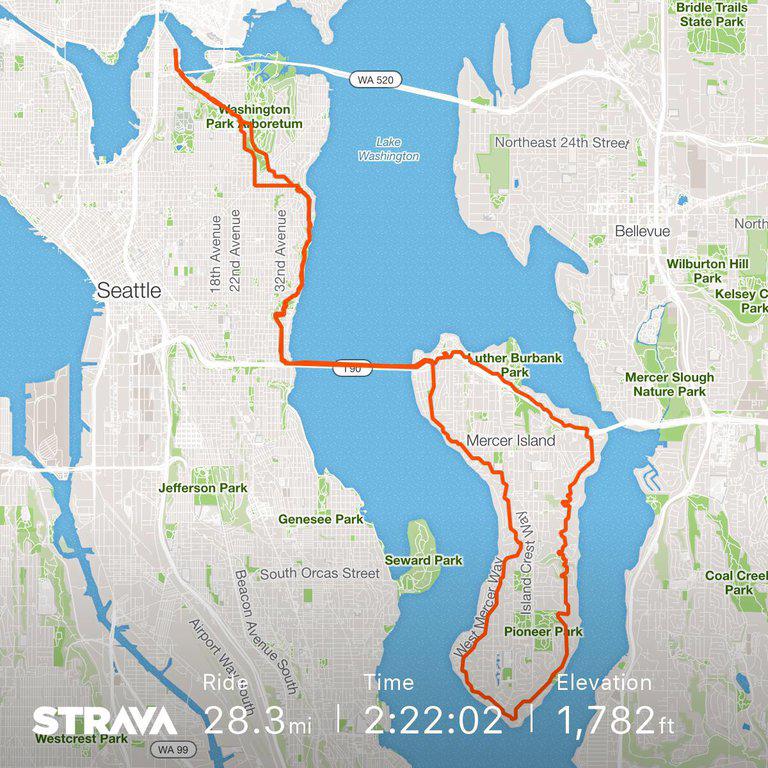 Bridle Trails
State Park
WA 520
Washington
Park Arboretum
Lake
Washington
Northeast 24th Street
18th Avenue
22nd Avenue
32nd Avenue
Bellevue
North
Wilburton Hill
Park
Kelsey C
Park
Seattle
I 90
Luther Burbank
Park
Mercer Slough
Nature Park
Mercer Island
Jefferson Park
Genesee Park
Island Crest Way
Seward Park
South Orcas Street
Coal Creek
Park
Beacon Avenue South
Airport Way South
West Mercer Way
Pioneer Park
Ride
Time
Elevation
STRAVA
28.3mi
2:22:02
1,782ft
Westcrest Park
WA 99